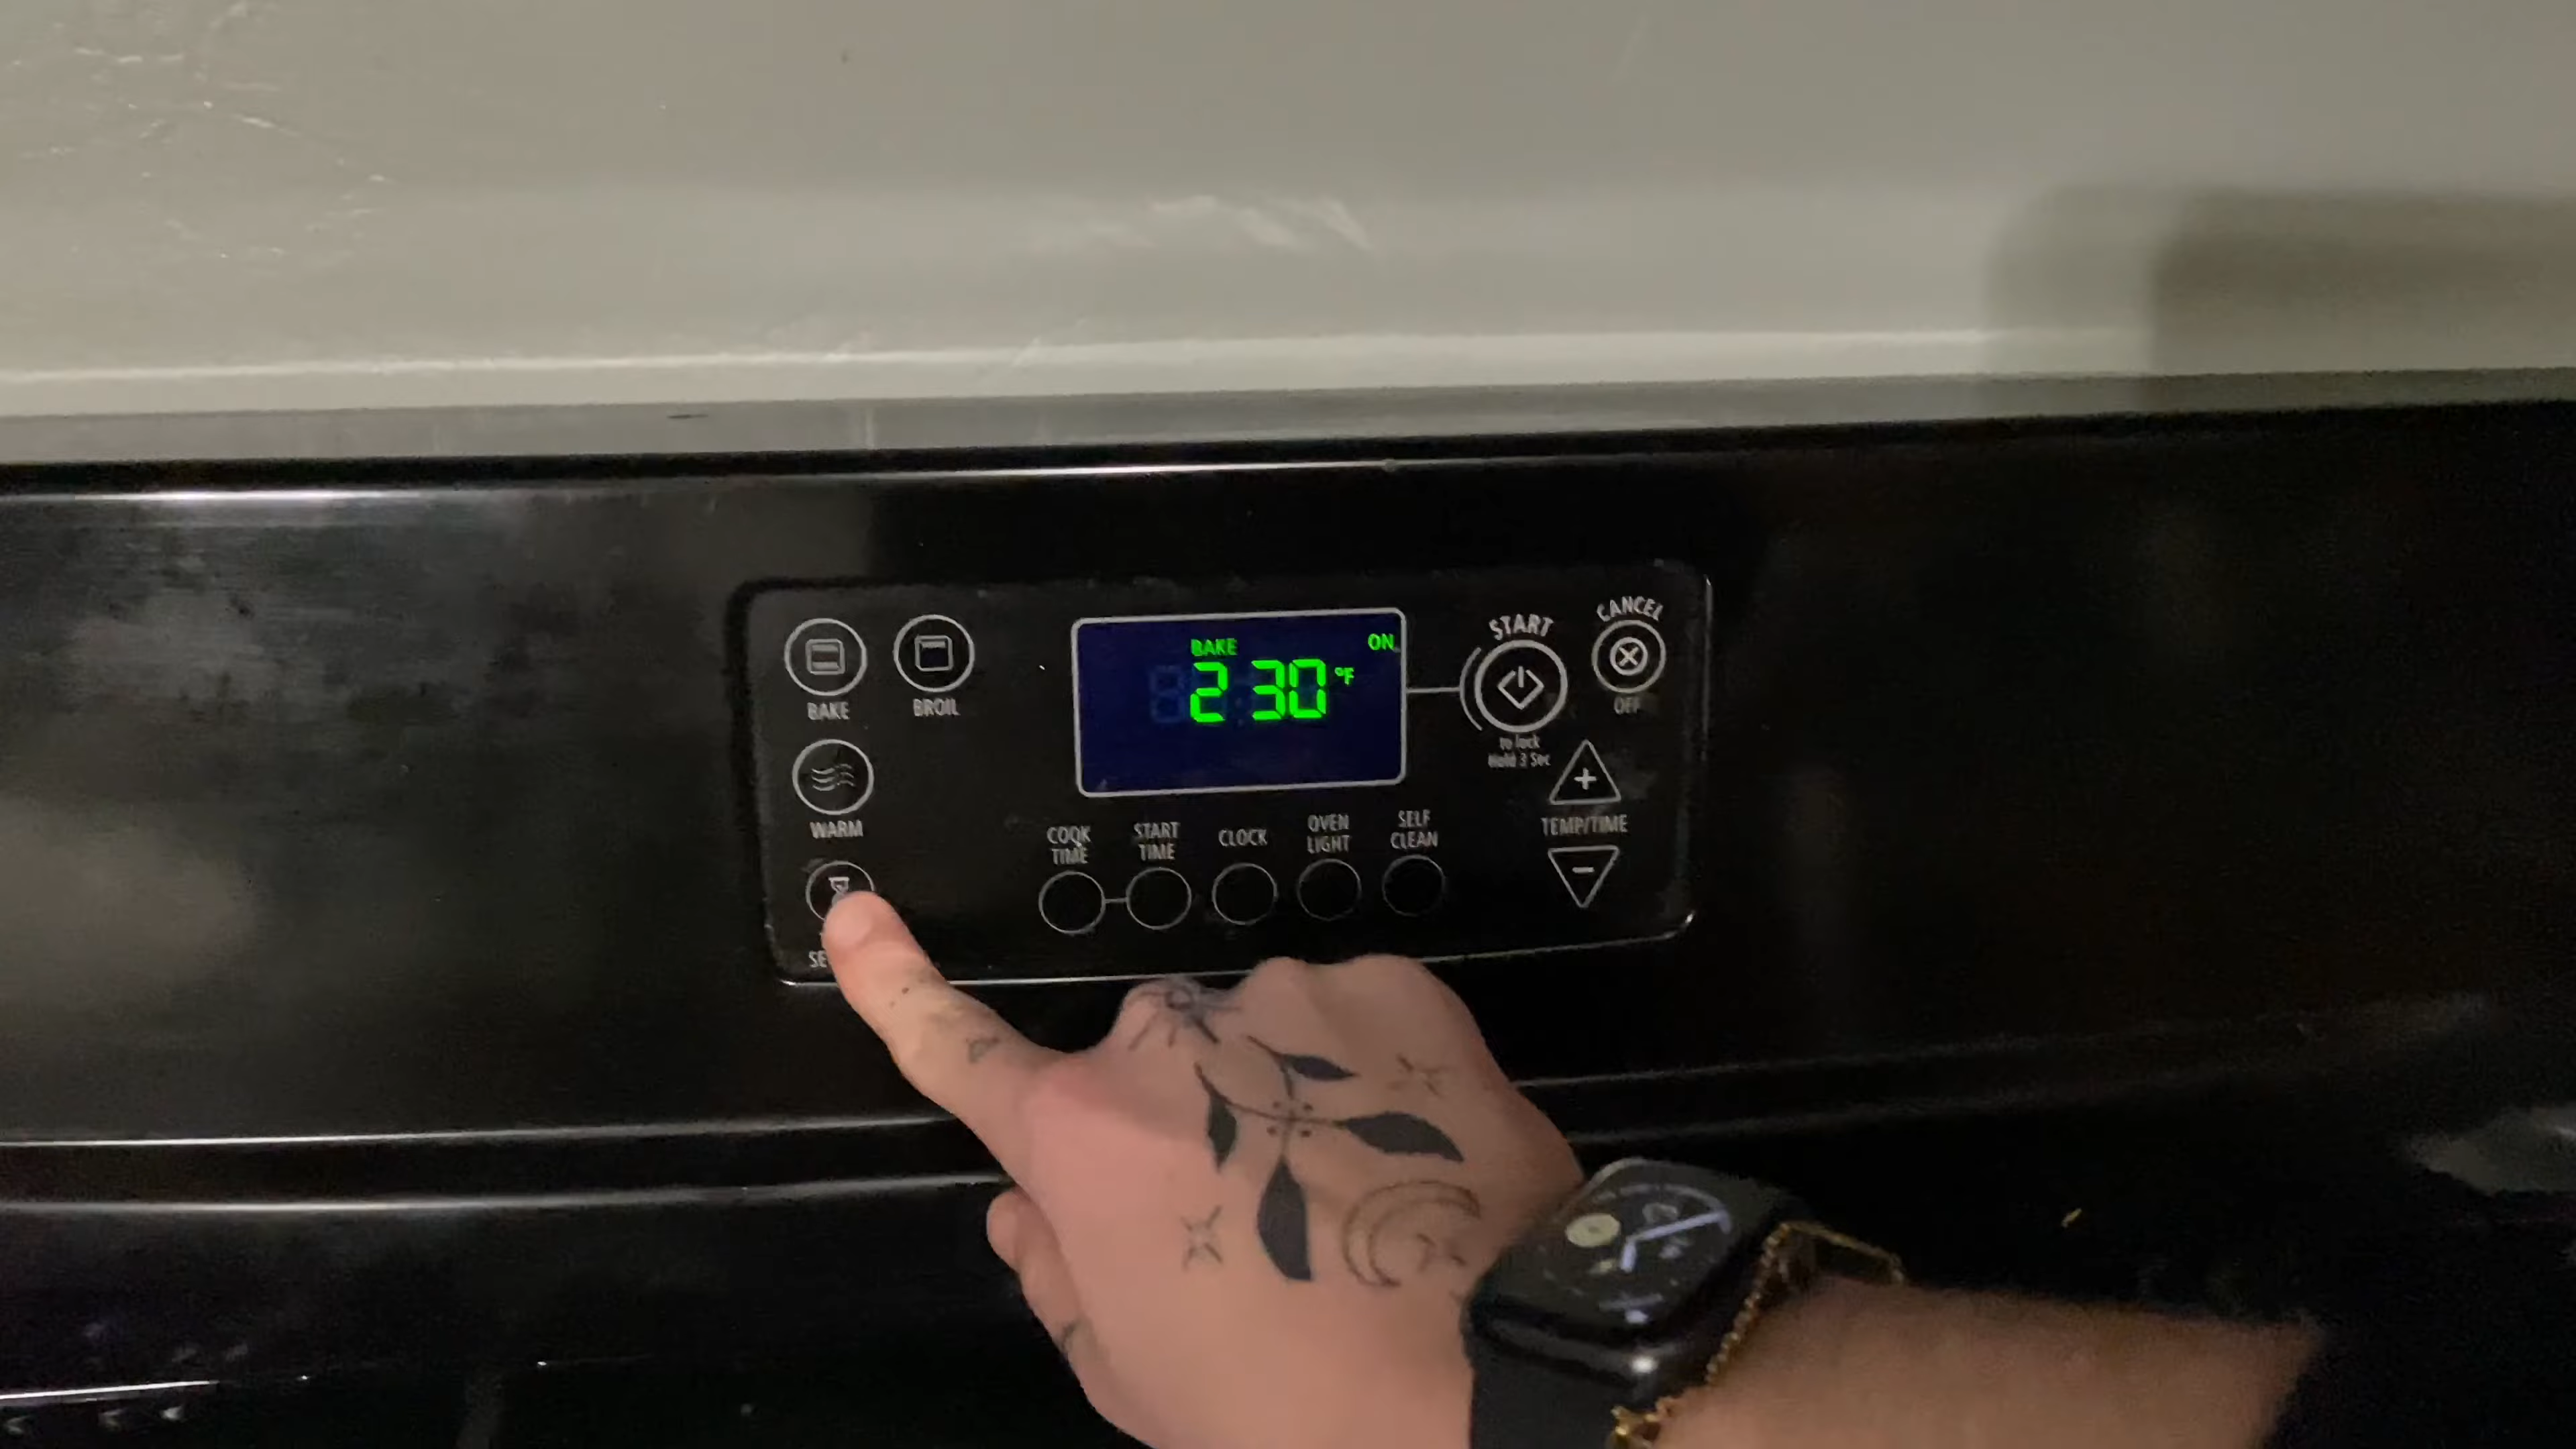 BAKE
BROIL
WARM
BAKE
ON
230°F
START
to lock
Hold 3 Sec
CANCEL
OFF
COOK
TIME
START
TIME
CLOCK
OVEN
LIGHT
SELF
CLEAN
TEMP/TIME